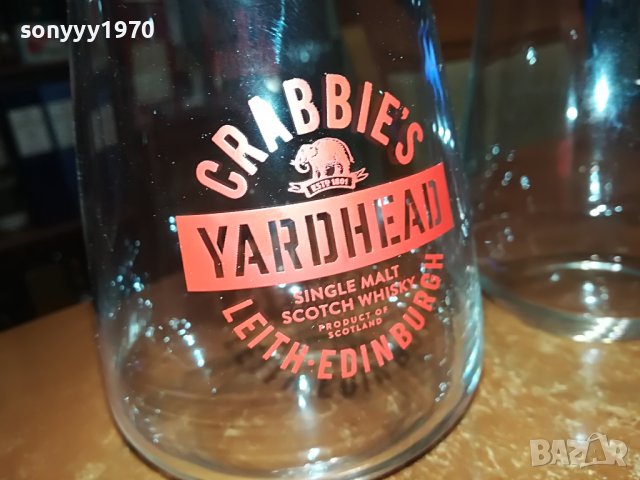 sonyyy1970
CRABBIE'S
ESTD 1801
YARDHEAD
SINGLE MALT
SCOTCH WHISKY
PRODUCT OF
SCOTLAND
LEITH·EDINBURGH
BAZAR